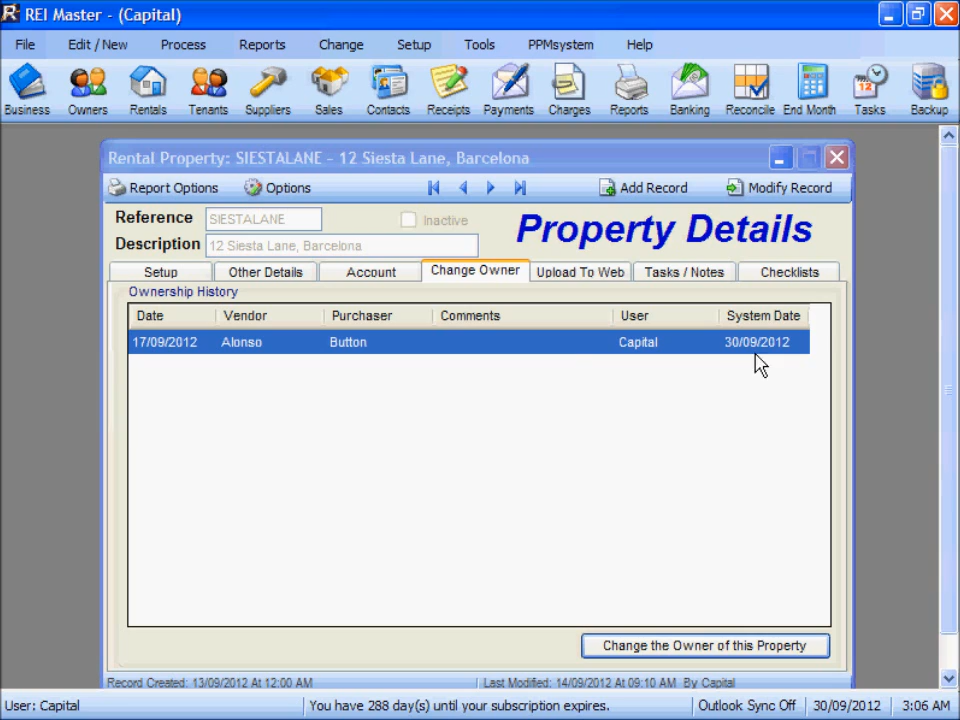 REI Master - (Capital)
File Edit / New Process Reports Change Setup Tools PPMsystem Help
Business Owners Rentals Tenants Suppliers Sales Contacts Receipts Payments Charges Reports Banking Reconcile End Month Tasks Backup
Rental Property: SIESTALANE - 12 Siesta Lane, Barcelona
Report Options Options Add Record Modify Record
Reference SIESTALANE Inactive
Property Details
Description 12 Siesta Lane, Barcelona
Setup Other Details Account Change Owner Upload To Web Tasks / Notes Checklists
Ownership History
Date Vendor Purchaser Comments User System Date
17/09/2012 Alonso Button Capital 30/09/2012
Change the Owner of this Property
Record Created: 13/09/2012 At 12:00 AM Last Modified: 14/09/2012 At 09:10 AM By Capital
User: Capital You have 288 day(s) until your subscription expires. Outlook Sync Off 30/09/2012 3:06 AM